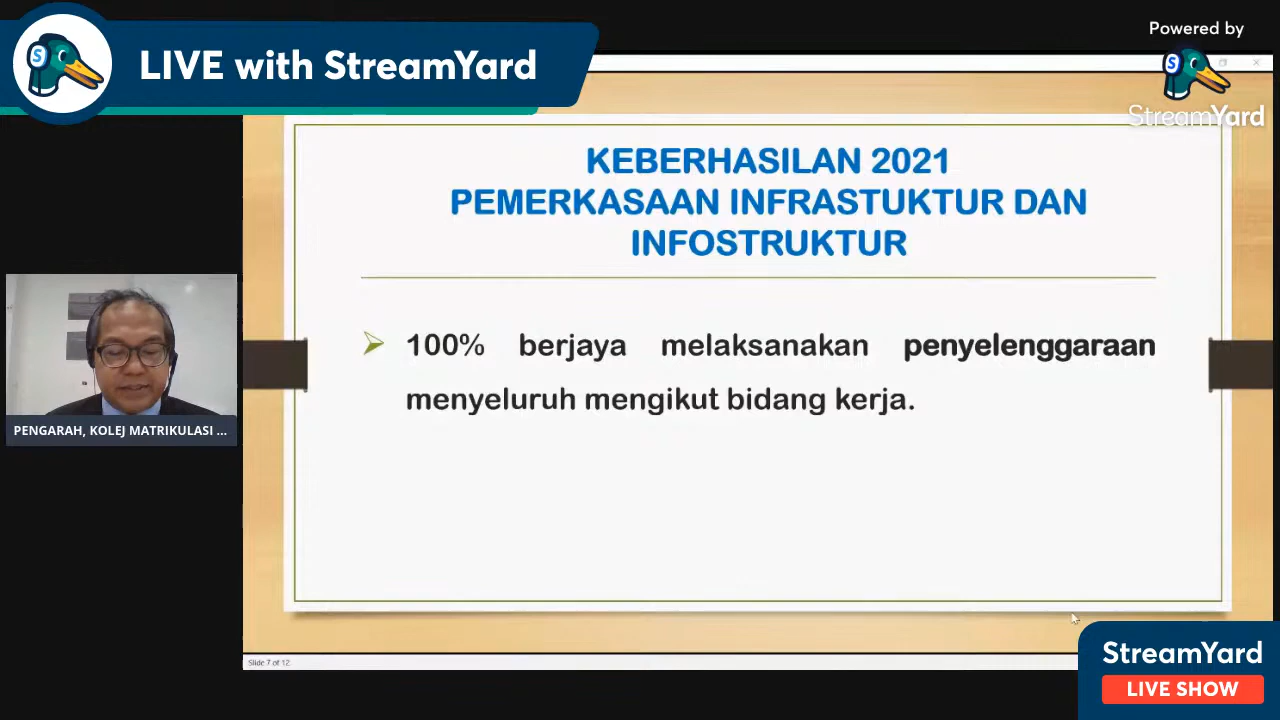 LIVE with StreamYard
Powered by
StreamYard
KEBERHASILAN 2021
PEMERKASAAN INFRASTUKTUR DAN
INFOSTRUKTUR
100% berjaya melaksanakan penyelenggaraan
menyeluruh mengikut bidang kerja.
PENGARAH, KOLEJ MATRIKULASI ...
Slide 7 of 12
StreamYard
LIVE SHOW